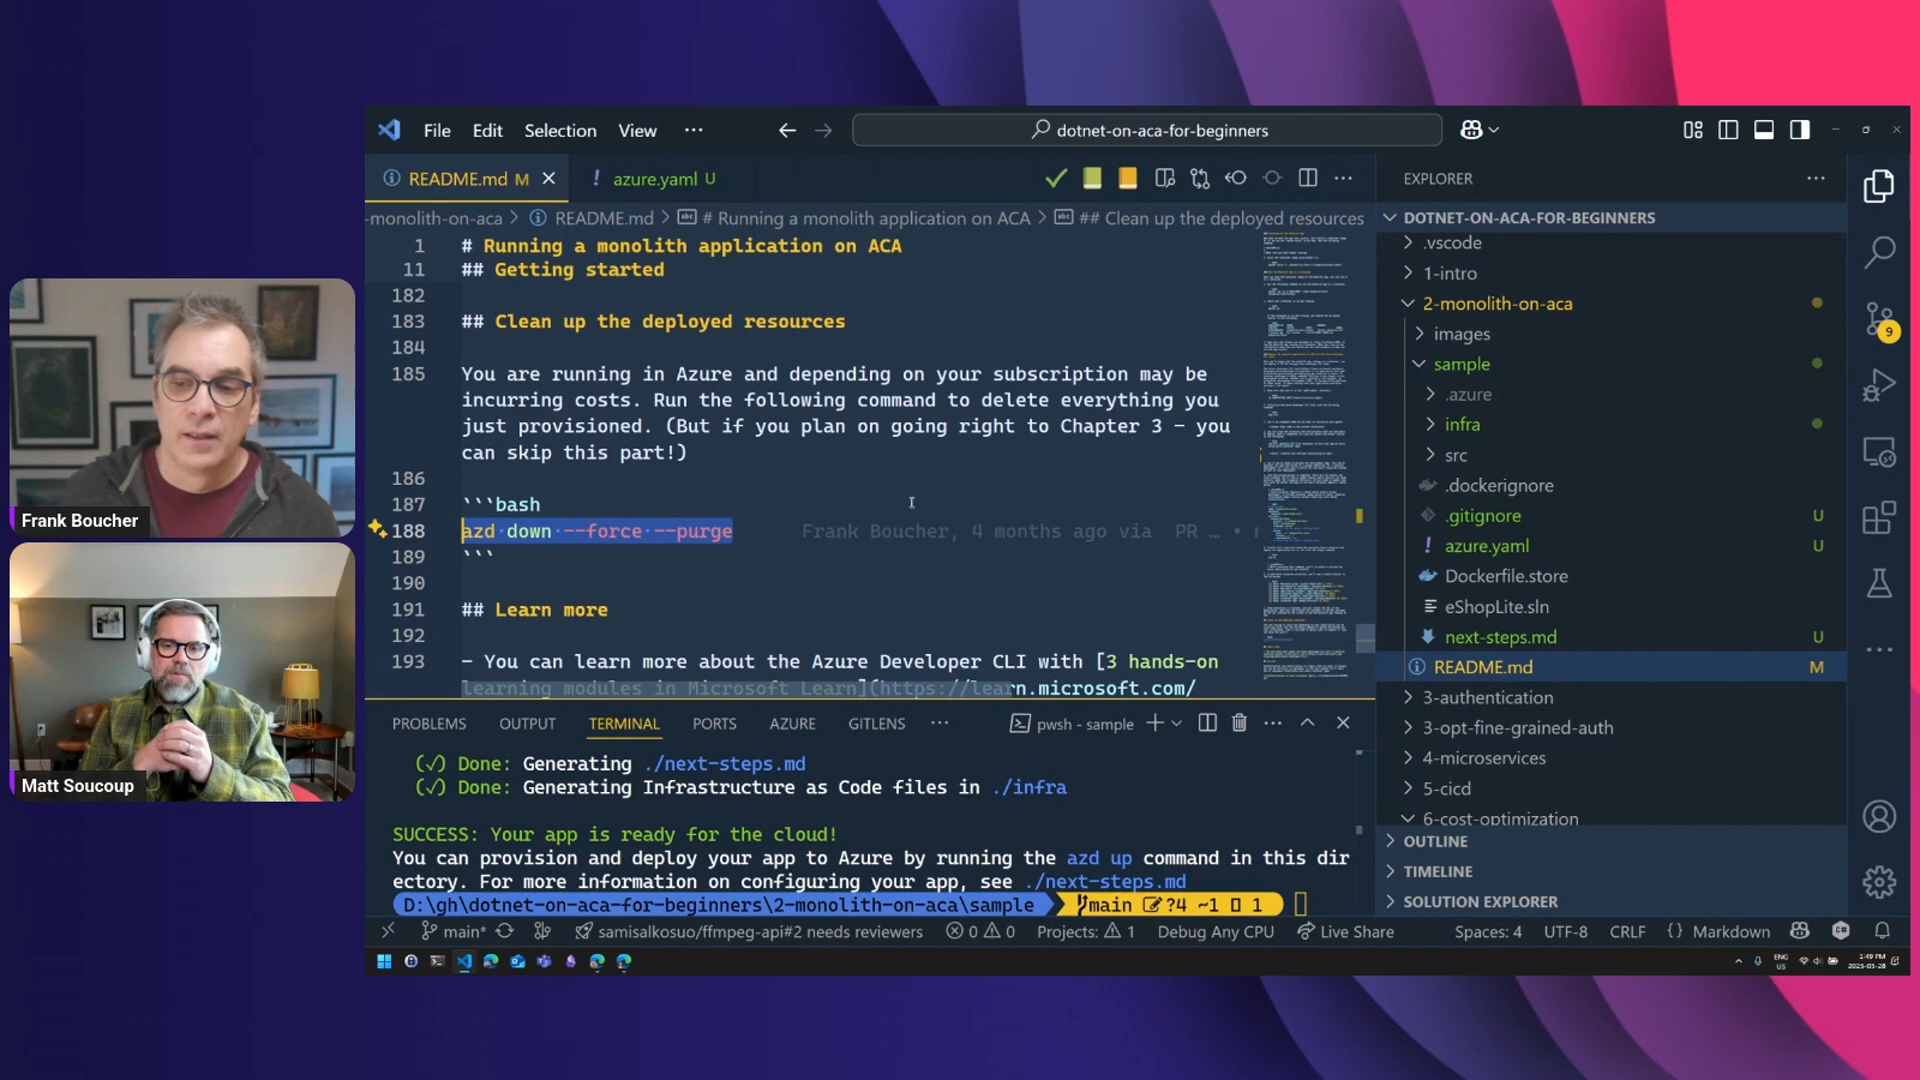 File Edit Selection View ··· dotnet-on-aca-for-beginners
README.md M azure.yaml U
-monolith-on-aca > README.md > # Running a monolith application on ACA > ## Clean up the deployed resources
1 # Running a monolith application on ACA
11 ## Getting started
182
183 ## Clean up the deployed resources
184
185 You are running in Azure and depending on your subscription may be
incurring costs. Run the following command to delete everything you
just provisioned. (But if you plan on going right to Chapter 3 - you
can skip this part!)
186
187 ```bash
188 azd down --force --purge Frank Boucher, 4 months ago via PR … •
189 ```
190
191 ## Learn more
192
193 - You can learn more about the Azure Developer CLI with [3 hands-on
learning modules in Microsoft Learn](https://learn.microsoft.com/
PROBLEMS OUTPUT TERMINAL PORTS AZURE GITLENS ··· pwsh - sample
(✓) Done: Generating ./next-steps.md
(✓) Done: Generating Infrastructure as Code files in ./infra
SUCCESS: Your app is ready for the cloud!
You can provision and deploy your app to Azure by running the azd up command in this dir
ectory. For more information on configuring your app, see ./next-steps.md
D:\gh\dotnet-on-aca-for-beginners\2-monolith-on-aca\sample main ?4 ~1 1
EXPLORER
DOTNET-ON-ACA-FOR-BEGINNERS
.vscode
1-intro
2-monolith-on-aca
images
sample
.azure
infra
src
.dockerignore
.gitignore U
azure.yaml U
Dockerfile.store
eShopLite.sln
next-steps.md U
README.md M
3-authentication
3-opt-fine-grained-auth
4-microservices
5-cicd
6-cost-optimization
OUTLINE
TIMELINE
SOLUTION EXPLORER
9
main* samisalkosuo/ffmpeg-api#2 needs reviewers 0 0 Projects: 1 Debug Any CPU Live Share Spaces: 4 UTF-8 CRLF {} Markdown
ENG
US
1:49 PM
2025-03-28
Frank Boucher
Matt Soucoup